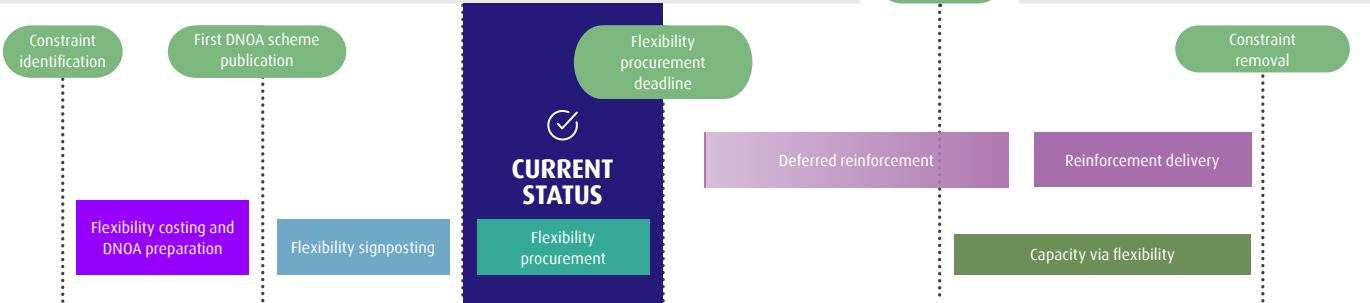 Constraint
identification
First DNOA scheme
publication
Flexibility
procurement
deadline
Constraint
removal
CURRENT
STATUS
Deferred reinforcement
Reinforcement delivery
Flexibility costing and
DNOA preparation
Flexibility signposting
Flexibility
procurement
Capacity via flexibility